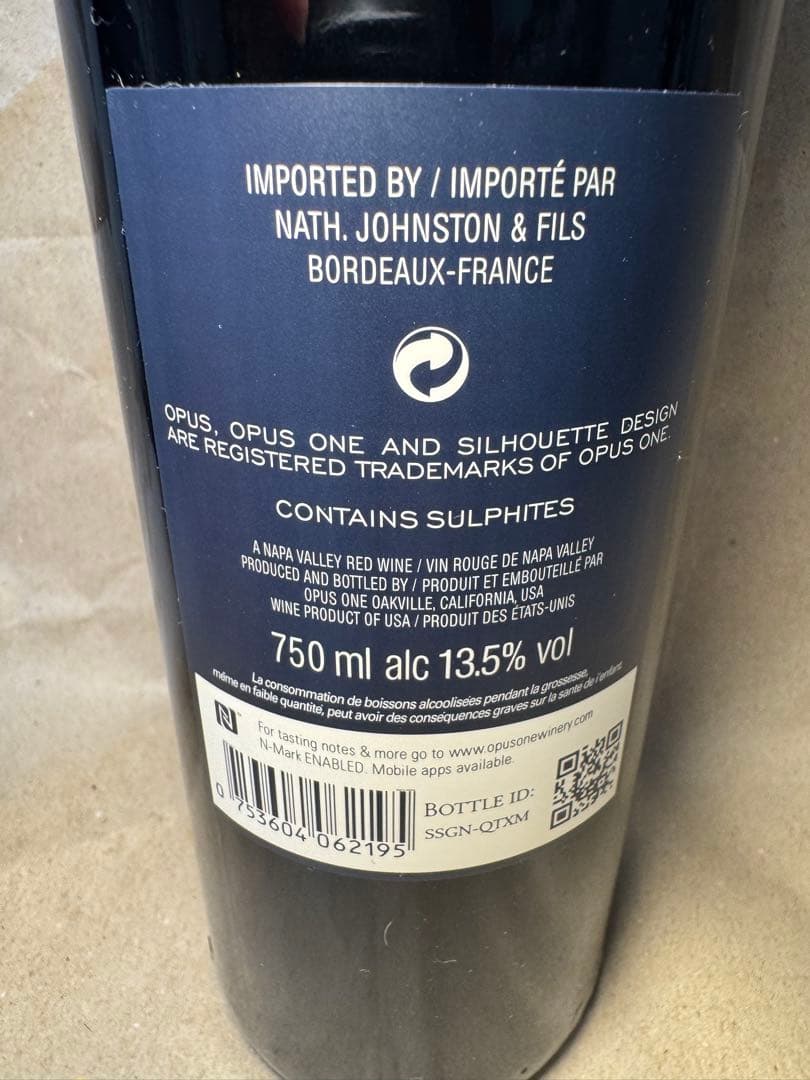 IMPORTED BY / IMPORTÉ PAR
NATH. JOHNSTON & FILS
BORDEAUX-FRANCE
OPUS, OPUS ONE AND SILHOUETTE DESIGN
ARE REGISTERED TRADEMARKS OF OPUS ONE.
CONTAINS SULPHITES
A NAPA VALLEY RED WINE / VIN ROUGE DE NAPA VALLEY
PRODUCED AND BOTTLED BY / PRODUIT ET EMBOUTEILLÉ PAR
OPUS ONE OAKVILLE, CALIFORNIA, USA
WINE PRODUCT OF USA / PRODUIT DES ÉTATS-UNIS
750 ml alc 13.5% vol
La consommation de boissons alcoolisées pendant la grossesse,
même en faible quantité, peut avoir des conséquences graves sur la santé de l'enfant.
For tasting notes & more go to www.opusonewinery.com
N-Mark ENABLED. Mobile apps available.
BOTTLE ID:
SSGN-QTXM
0 753604 062195